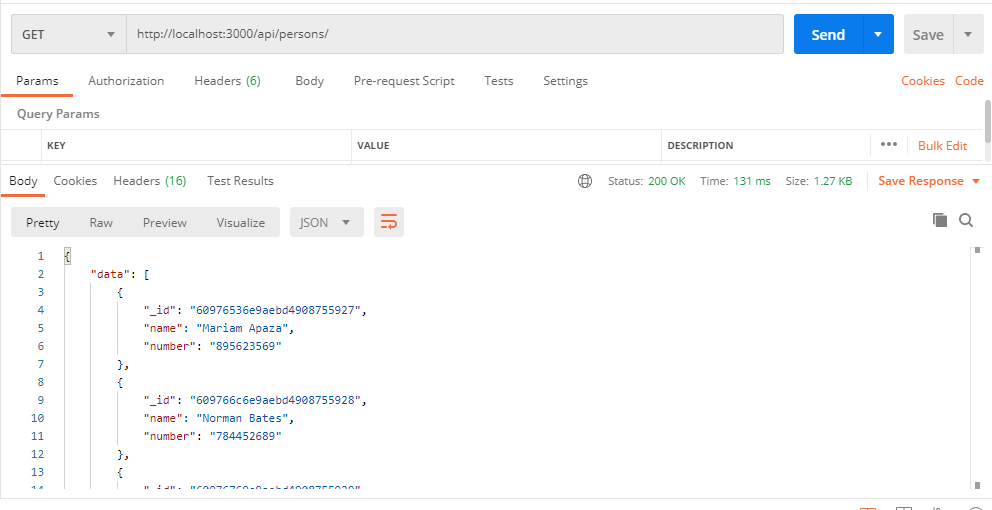 GET http://localhost:3000/api/persons/ Send Save
Params Authorization Headers (6) Body Pre-request Script Tests Settings Cookies Code
Query Params
KEY VALUE DESCRIPTION ••• Bulk Edit
Body Cookies Headers (16) Test Results Status: 200 OK Time: 131 ms Size: 1.27 KB Save Response
Pretty Raw Preview Visualize JSON
1 {
2 "data": [
3 {
4 "_id": "60976536e9aebd4908755927",
5 "name": "Mariam Apaza",
6 "number": "895623569"
7 },
8 {
9 "_id": "609766c6e9aebd4908755928",
10 "name": "Norman Bates",
11 "number": "784452689"
12 },
13 {
14 "_id":